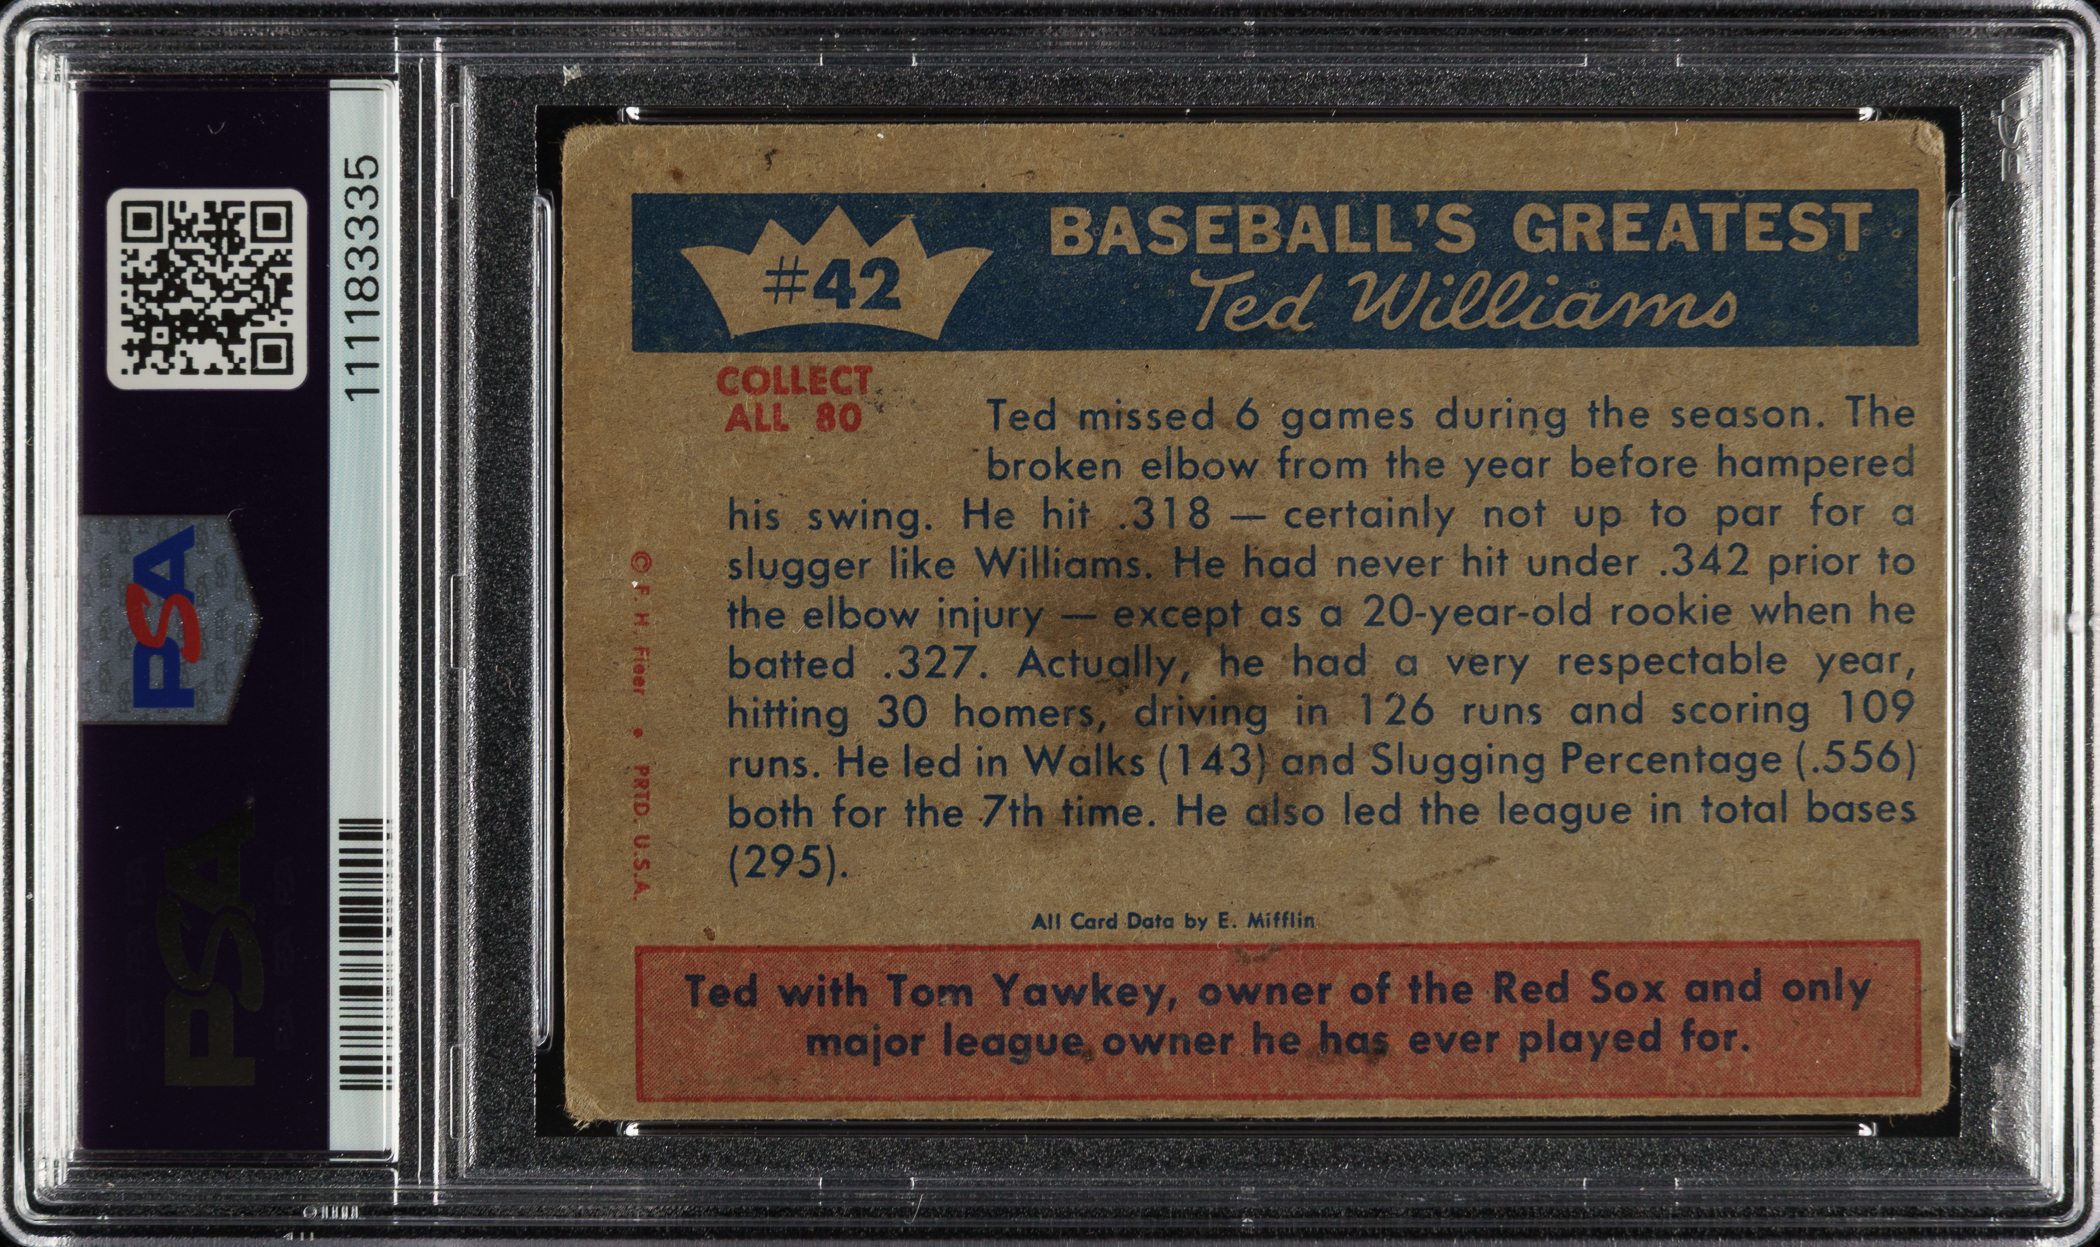 PSA
11183335
PSA
#42
BASEBALL'S GREATEST
Ted Williams
COLLECT
ALL 80
Ted missed 6 games during the season. The
broken elbow from the year before hampered
his swing. He hit .318 — certainly not up to par for a
slugger like Williams. He had never hit under .342 prior to
the elbow injury — except as a 20-year-old rookie when he
batted .327. Actually, he had a very respectable year,
hitting 30 homers, driving in 126 runs and scoring 109
runs. He led in Walks (143) and Slugging Percentage (.556)
both for the 7th time. He also led the league in total bases
(295).
© F. H. Fleer • PRTD. U.S.A.
All Card Data by E. Mifflin
Ted with Tom Yawkey, owner of the Red Sox and only
major league owner he has ever played for.
PSA